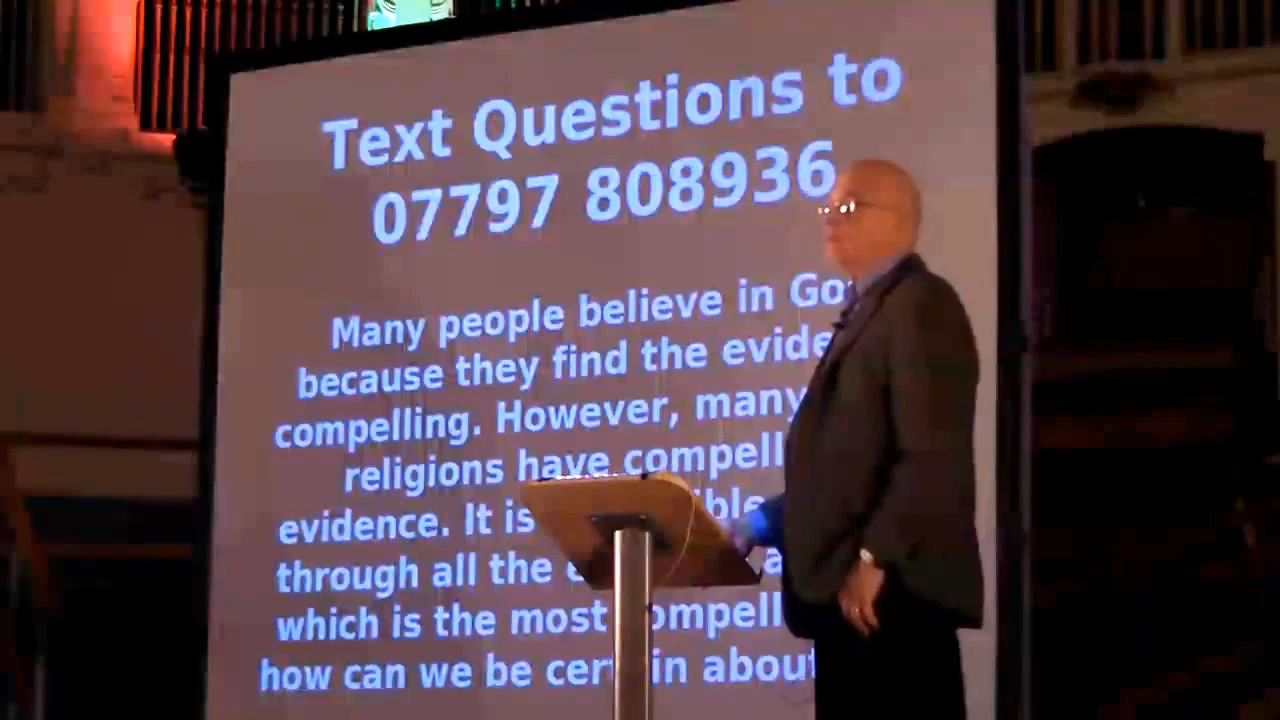 Text Questions to
07797 808936
Many people believe in
because they find the
compelling. However, many
religions have
evidence. It is
through all the
which is the most
how can we be about